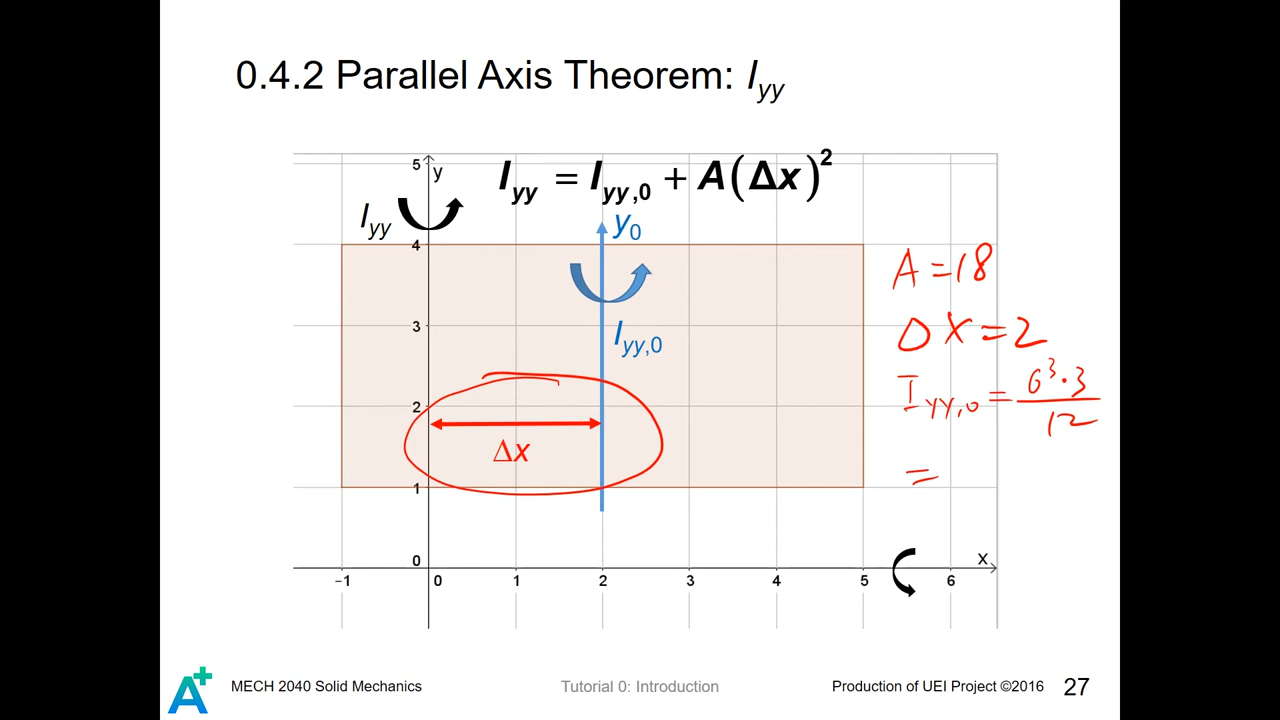 0.4.2 Parallel Axis Theorem: Iyy
Iyy = Iyy,0 + A(Δx)²
5
y
Iyy
y0
4
A = 18
3
Iyy,0
ΔX = 2
Iyy,0 = 6³·3
12
2
Δx
=
1
0
x
−1
0
1
2
3
4
5
6
A+
MECH 2040 Solid Mechanics
Tutorial 0: Introduction
Production of UEI Project ©2016
27